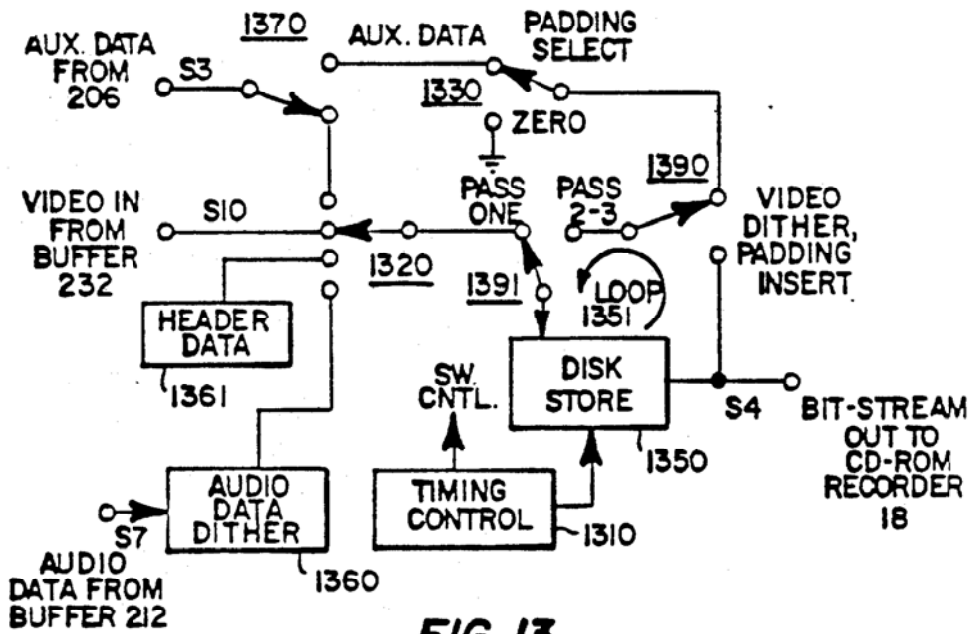 1370
AUX. DATA
PADDING
SELECT
AUX. DATA
FROM
206
S3
1330
ZERO
1390
VIDEO IN
FROM
BUFFER
232
S10
PASS
ONE
PASS
2-3
VIDEO
DITHER,
PADDING
INSERT
1320
1391
LOOP
1351
HEADER
DATA
1361
SW.
CNTL.
DISK
STORE
1350
S4
BIT-STREAM
OUT TO
CD-ROM
RECORDER
18
AUDIO
DATA
DITHER
1360
TIMING
CONTROL
1310
S7
AUDIO
DATA FROM
BUFFER 212
FIG. 13